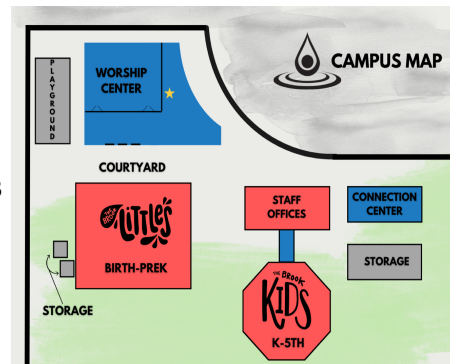 CAMPUS MAP
PLAYGROUND
WORSHIP
CENTER
COURTYARD
THE BROOK
LITTLES
BIRTH-PREK
STORAGE
STAFF
OFFICES
CONNECTION
CENTER
STORAGE
THE BROOK
KIDS
K-5TH
S